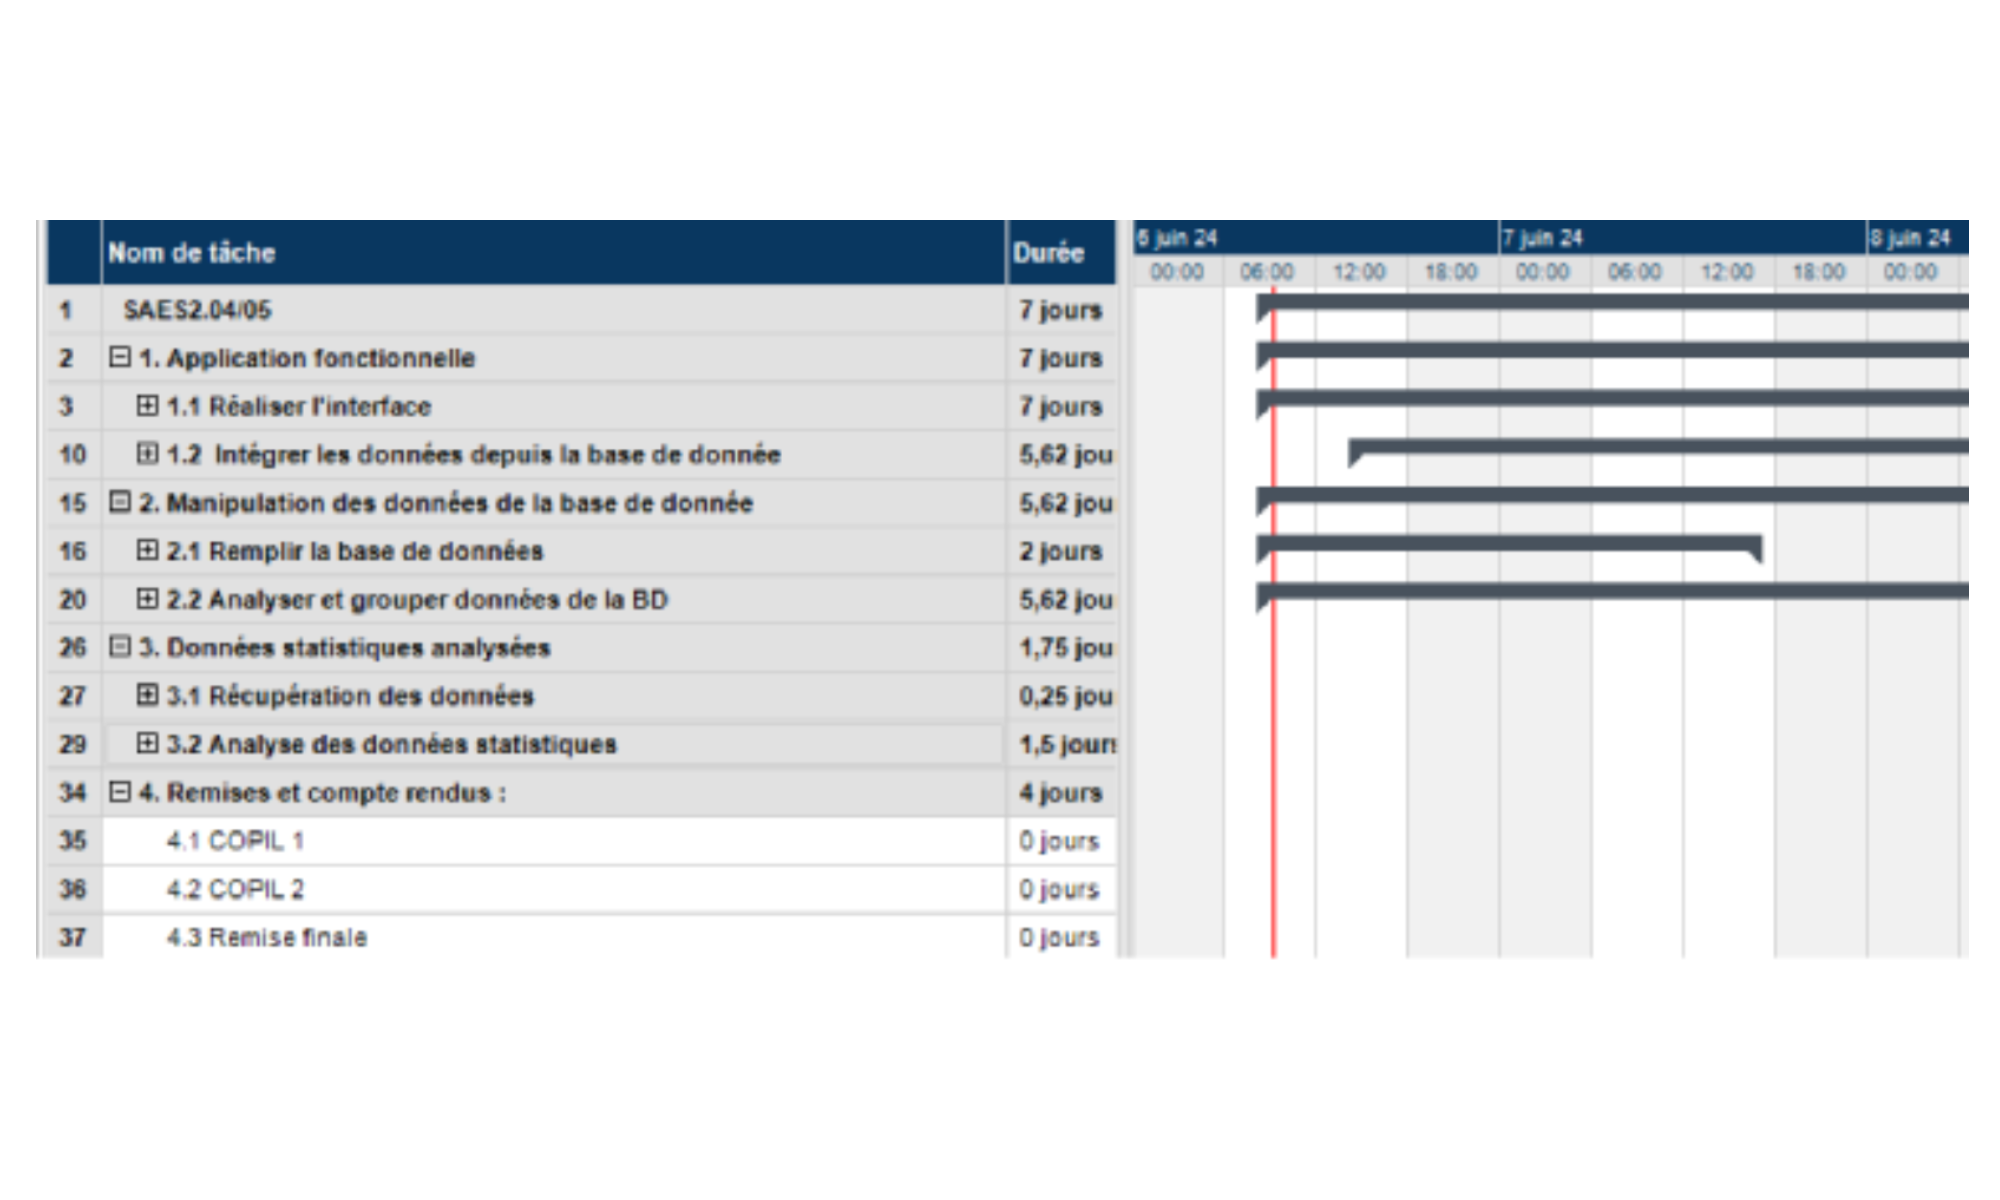 Nom de tâche Durée 6 juin 24 7 juin 24 8 juin 24
00:00 06:00 12:00 18:00 00:00 06:00 12:00 18:00 00:00
1 SAES2.04/05 7 jours
2 1. Application fonctionnelle 7 jours
3 1.1 Réaliser l'interface 7 jours
10 1.2 Intégrer les données depuis la base de donnée 5,62 jou
15 2. Manipulation des données de la base de donnée 5,62 jou
16 2.1 Remplir la base de données 2 jours
20 2.2 Analyser et grouper données de la BD 5,62 jou
26 3. Données statistiques analysées 1,75 jou
27 3.1 Récupération des données 0,25 jou
29 3.2 Analyse des données statistiques 1,5 jours
34 4. Remises et compte rendus : 4 jours
35 4.1 COPIL 1 0 jours
36 4.2 COPIL 2 0 jours
37 4.3 Remise finale 0 jours